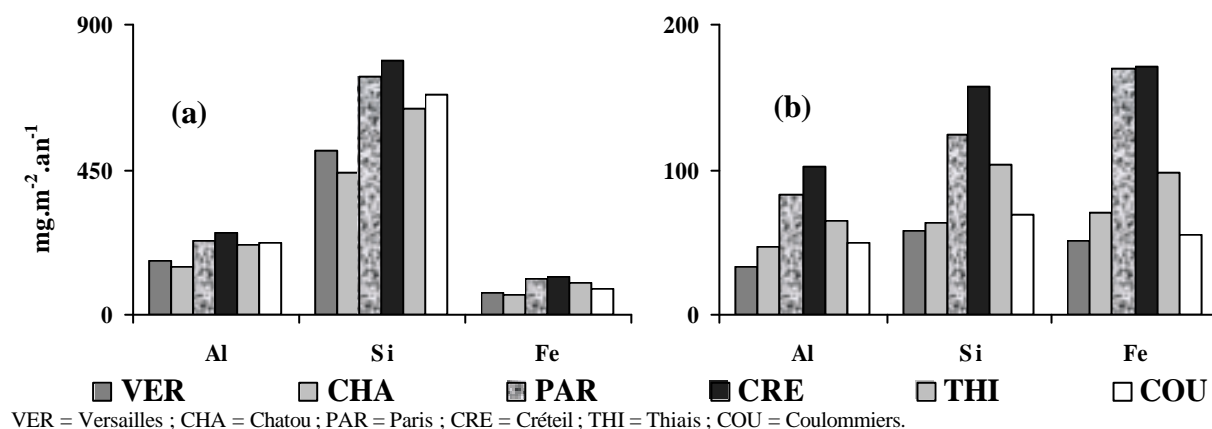 900
450
0
mg.m-2.an-1
(a)
Al Si Fe
200
100
0
(b)
Al Si Fe
VER CHA PAR CRE THI COU
VER = Versailles ; CHA = Chatou ; PAR = Paris ; CRE = Créteil ; THI = Thiais ; COU = Coulommiers.